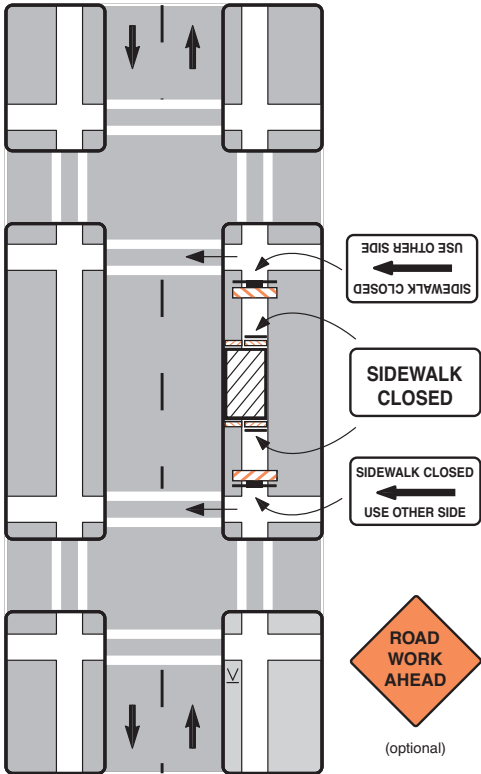 USE OTHER SIDE
SIDEWALK CLOSED
SIDEWALK
CLOSED
SIDEWALK CLOSED
USE OTHER SIDE
ROAD
WORK
AHEAD
(optional)